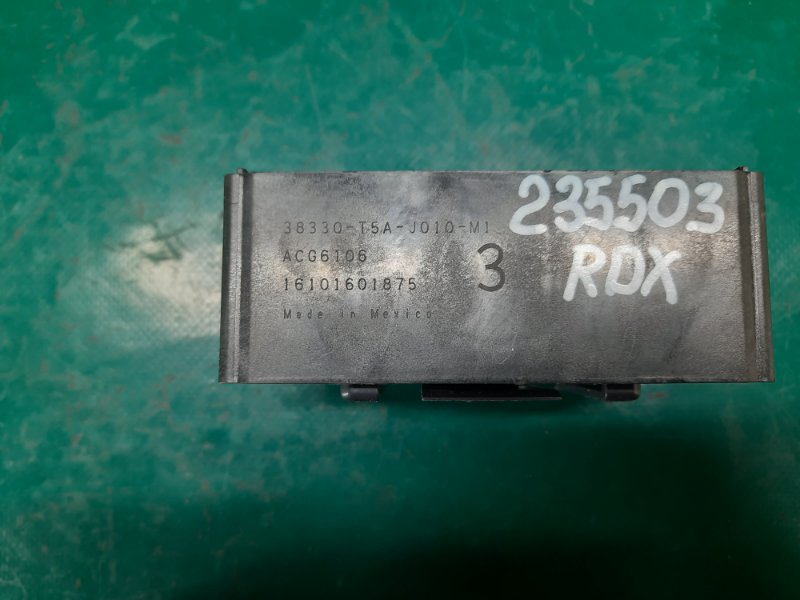 38330-T5A-J010-M1
ACG6106
16101601875
Made in Mexico
3
235503
RDX